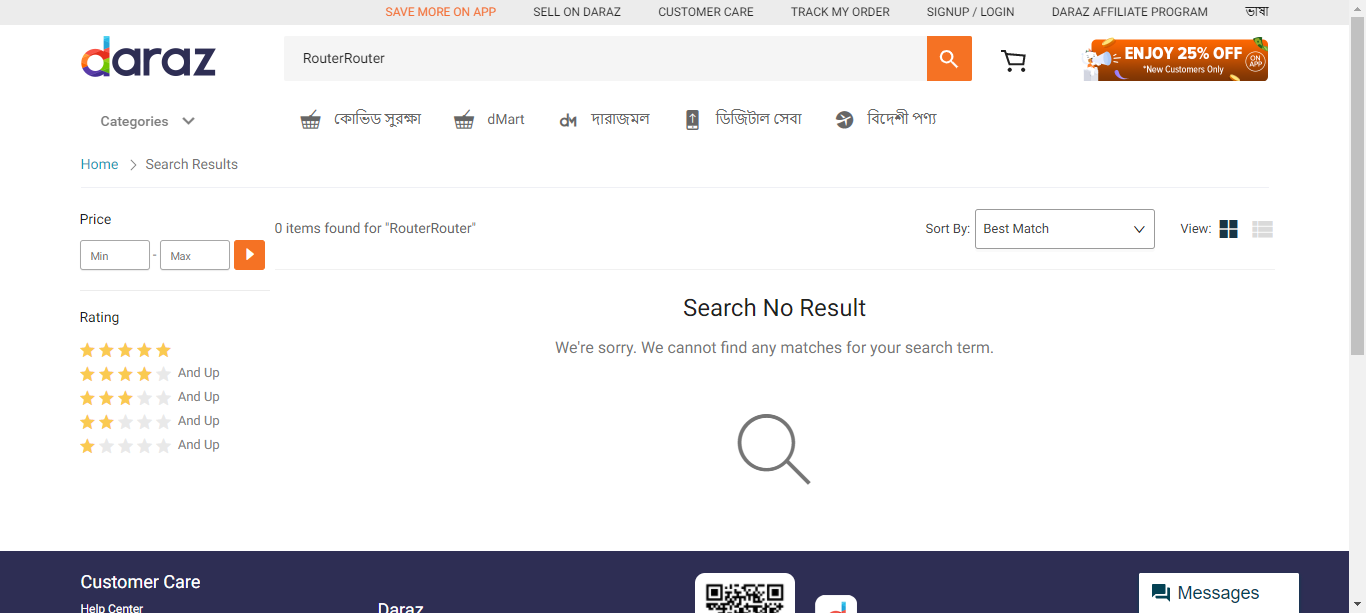 SAVE MORE ON APP SELL ON DARAZ CUSTOMER CARE TRACK MY ORDER SIGNUP / LOGIN DARAZ AFFILIATE PROGRAM ভাষা
daraz RouterRouter
ENJOY 25% OFF
*New Customers Only
ON APP
Categories কোভিড সুরক্ষা dMart dM দারাজমল ডিজিটাল সেবা বিদেশী পণ্য
Home Search Results
Price
0 items found for "RouterRouter" Sort By: Best Match View:
Min - Max
Search No Result
Rating
We're sorry. We cannot find any matches for your search term.
And Up
And Up
And Up
And Up
Customer Care
Messages
Help Center
Daraz